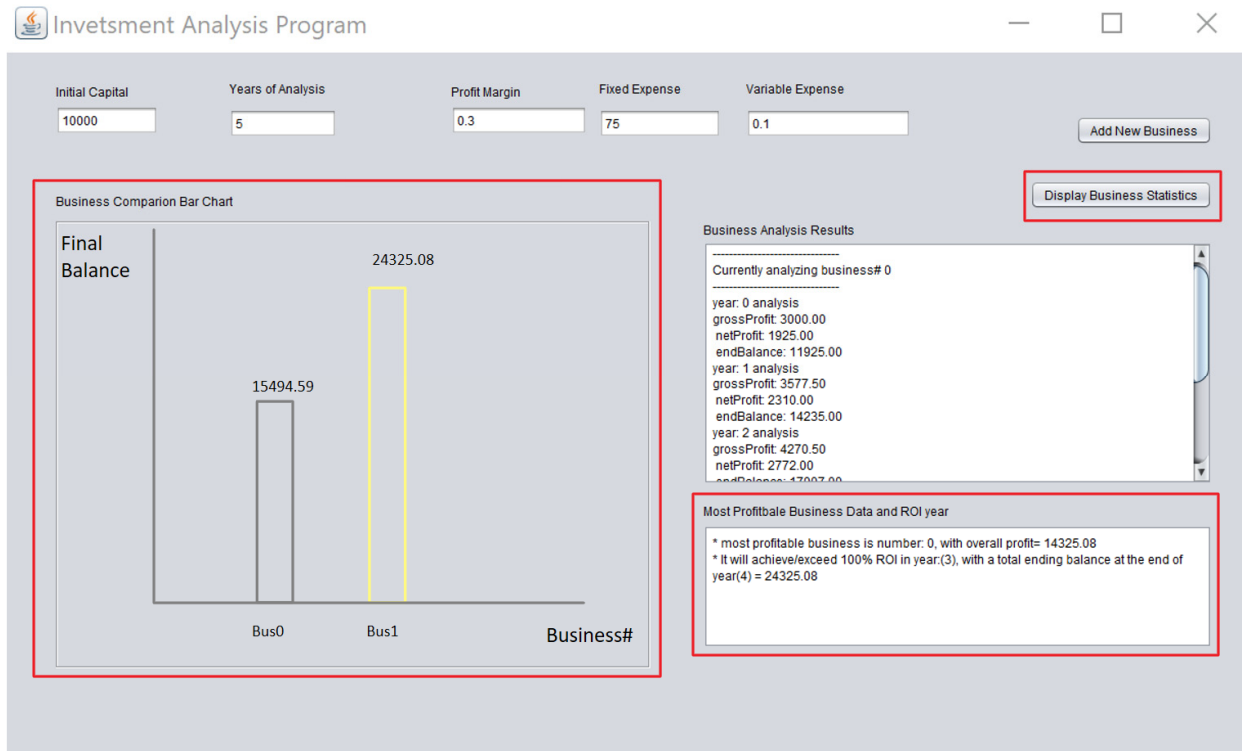 Invetsment Analysis Program
Initial Capital
Years of Analysis
Profit Margin
Fixed Expense
Variable Expense
10000
5
0.3
75
0.1
Add New Business
Display Business Statistics
Business Comparion Bar Chart
Final
Balance
24325.08
15494.59
Bus0
Bus1
Business#
Business Analysis Results
-------------------------------
Currently analyzing business# 0
-------------------------------
year: 0 analysis
grossProfit: 3000.00
netProfit: 1925.00
endBalance: 11925.00
year: 1 analysis
grossProfit: 3577.50
netProfit: 2310.00
endBalance: 14235.00
year: 2 analysis
grossProfit: 4270.50
netProfit: 2772.00
endBalance: 17007.00
Most Profitbale Business Data and ROI year
* most profitable business is number: 0, with overall profit= 14325.08
* It will achieve/exceed 100% ROI in year:(3), with a total ending balance at the end of
year(4) = 24325.08